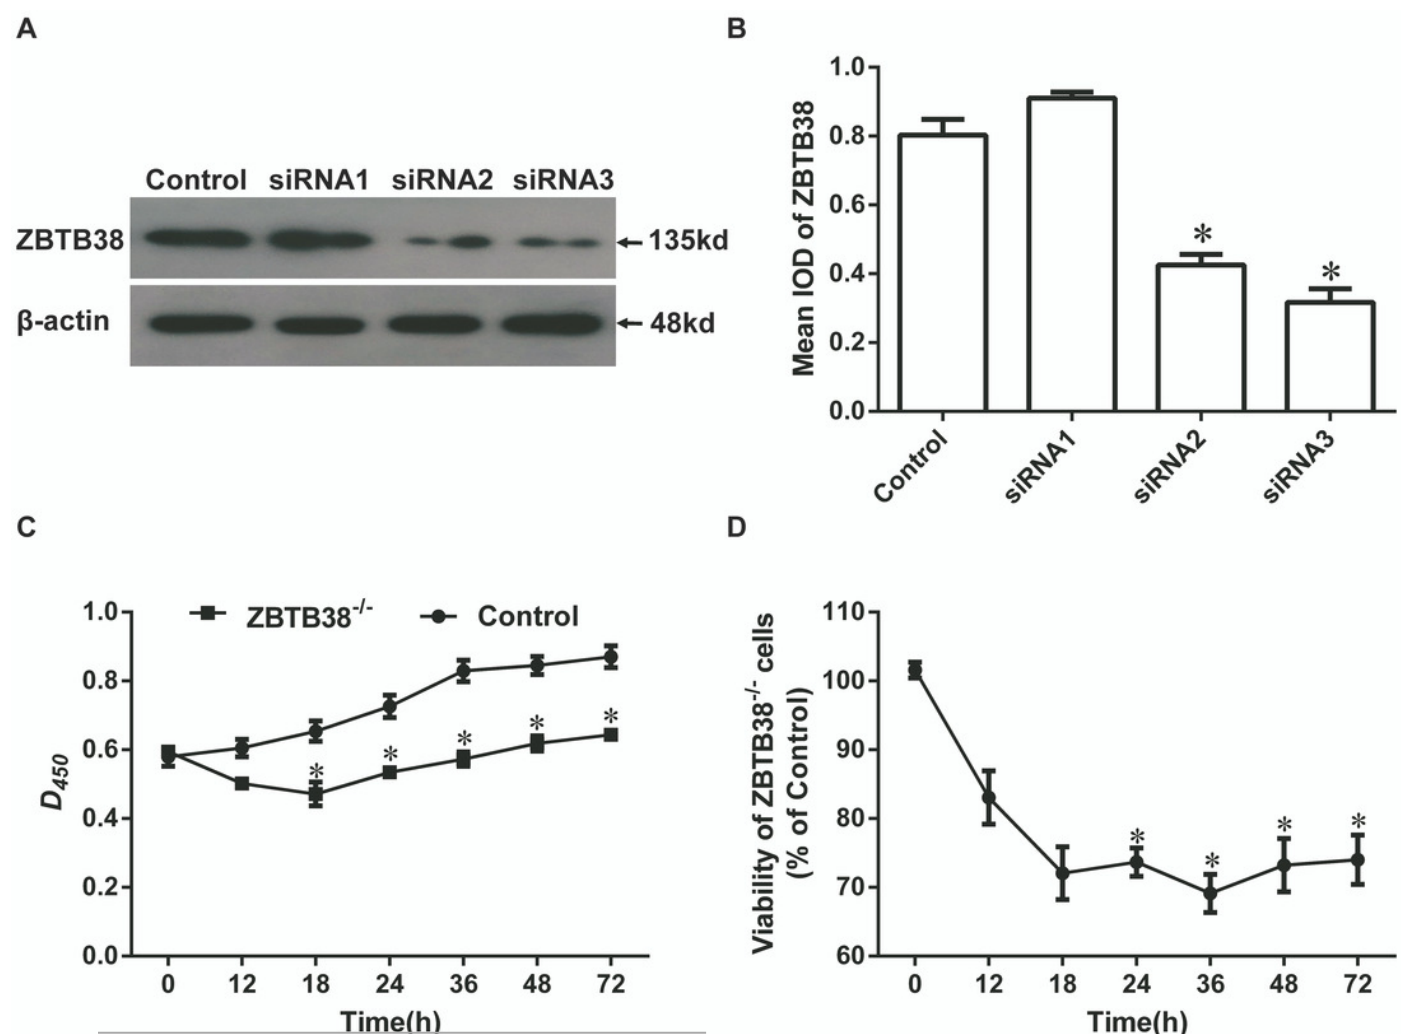 A
Control siRNA1 siRNA2 siRNA3
ZBTB38
135kd
β-actin
48kd
B
Mean IOD of ZBTB38
1.0
0.8
0.6
0.4
0.2
0.0
*
*
Control
siRNA1
siRNA2
siRNA3
C
ZBTB38-/-
Control
D450
1.0
0.8
0.6
0.4
0.2
0.0
* * * * *
0 12 18 24 36 48 72
Time(h)
D
Viability of ZBTB38-/- cells
(% of Control)
110
100
90
80
70
60
* * * *
0 12 18 24 36 48 72
Time(h)